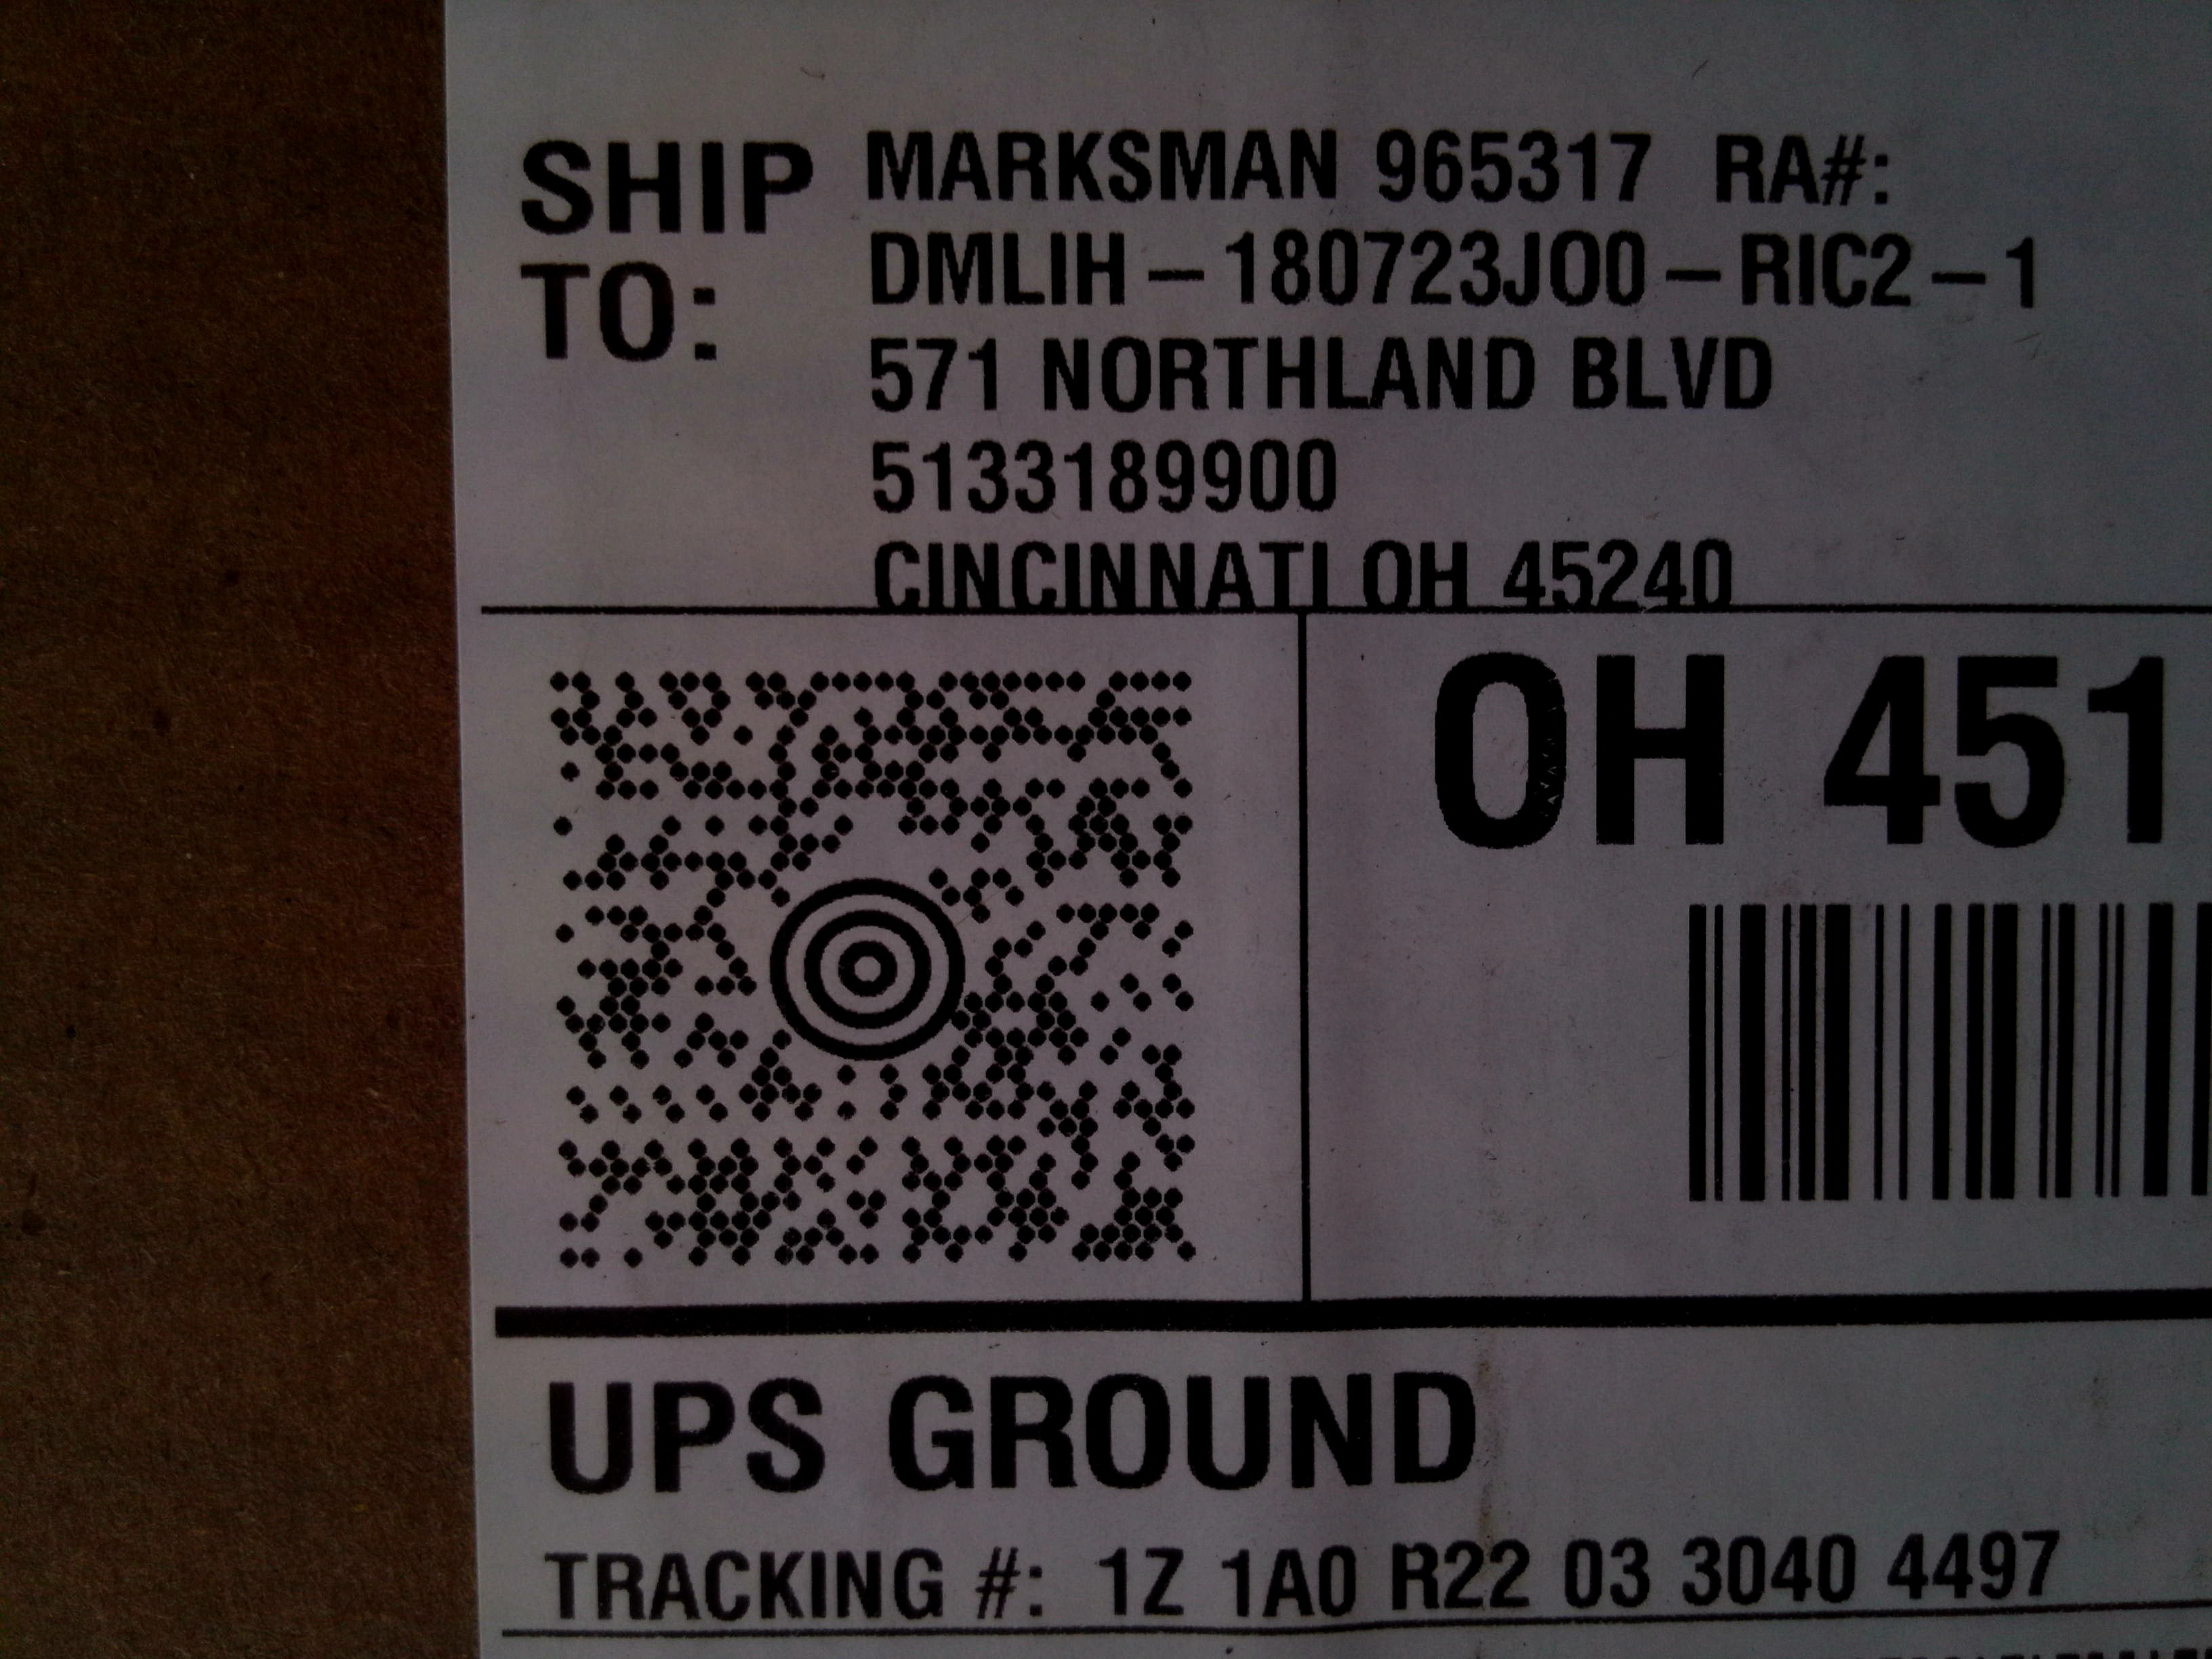 SHIP TO:
MARKSMAN 965317 RA#:
DMLIH – 180723JO0 – RIC2 – 1
571 NORTHLAND BLVD
5133189900
CINCINNATI OH 45240
OH 451
UPS GROUND
TRACKING #: 1Z 1A0 R22 03 3040 4497